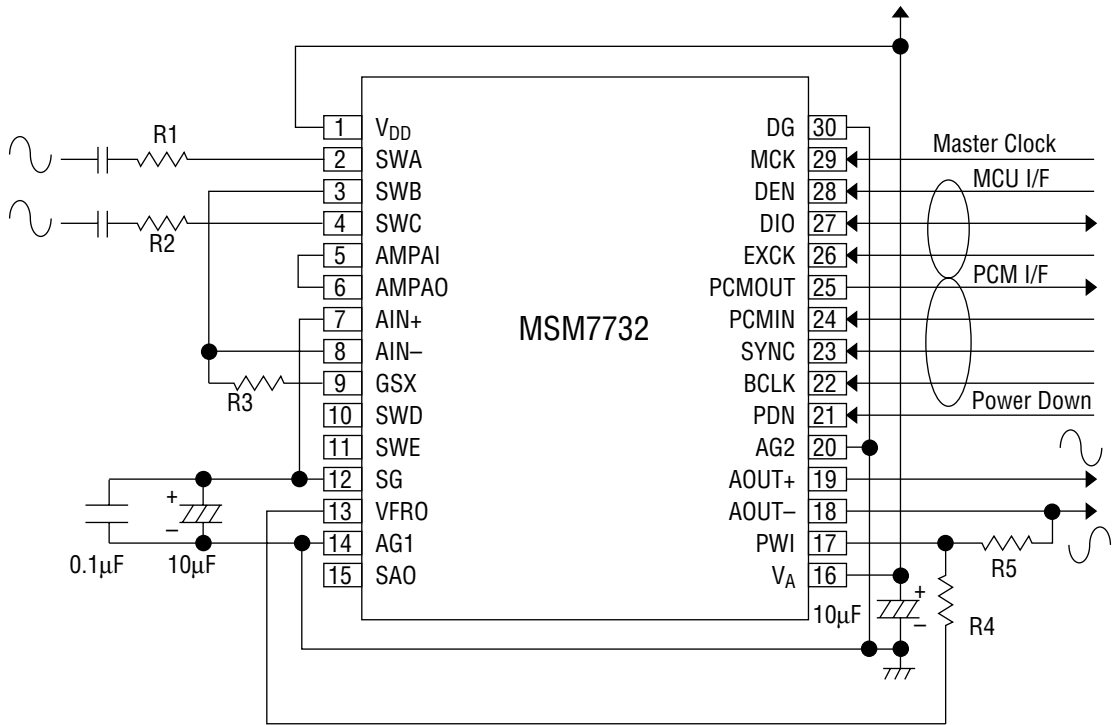 R1
R2
R3
1 VDD
2 SWA
3 SWB
4 SWC
5 AMPAI
6 AMPAO
7 AIN+
8 AIN–
9 GSX
10 SWD
11 SWE
12 SG
13 VFRO
14 AG1
15 SAO
+
–
0.1µF
10µF
MSM7732
DG 30
MCK 29
DEN 28
DIO 27
EXCK 26
PCMOUT 25
PCMIN 24
SYNC 23
BCLK 22
PDN 21
AG2 20
AOUT+ 19
AOUT– 18
PWI 17
VA 16
Master Clock
MCU I/F
PCM I/F
Power Down
R5
R4
10µF
+
–